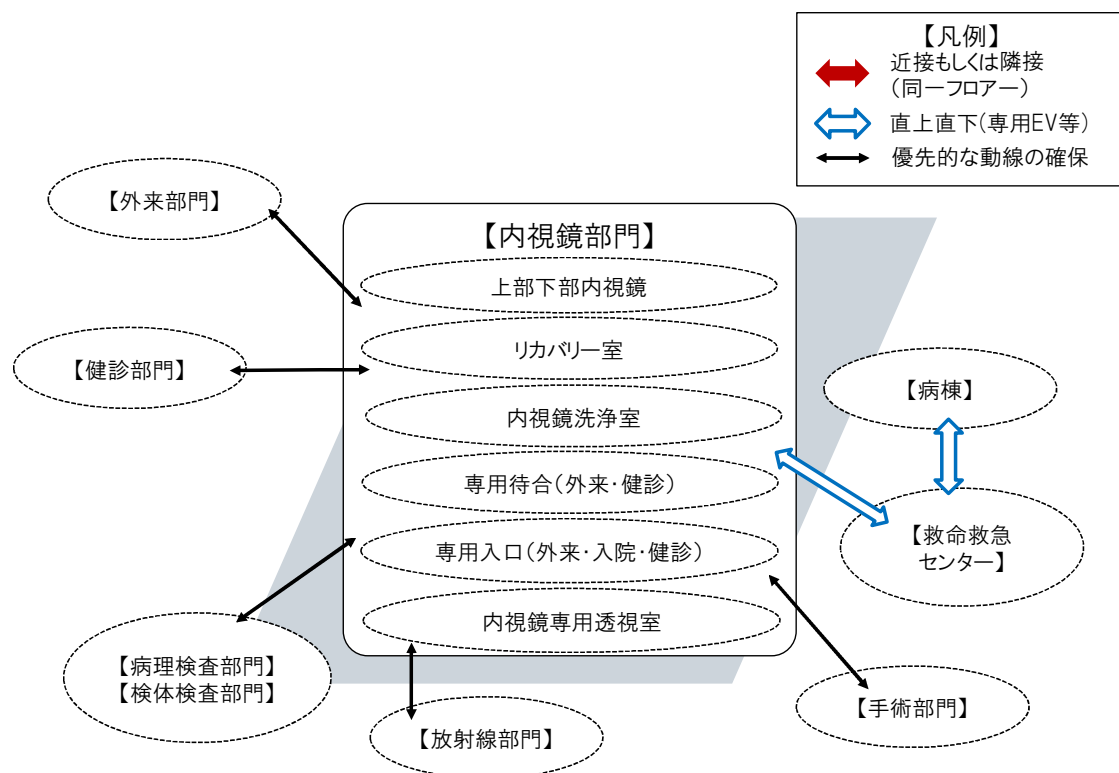 【凡例】
近接もしくは隣接
(同一フロアー)
直上直下(専用EV等)
優先的な動線の確保
【外来部門】
【内視鏡部門】
上部下部内視鏡
リカバリー室
【健診部門】
【病棟】
内視鏡洗浄室
専用待合(外来・健診)
【救命救急
センター】
専用入口(外来・入院・健診)
内視鏡専用透視室
【病理検査部門】
【検体検査部門】
【手術部門】
【放射線部門】